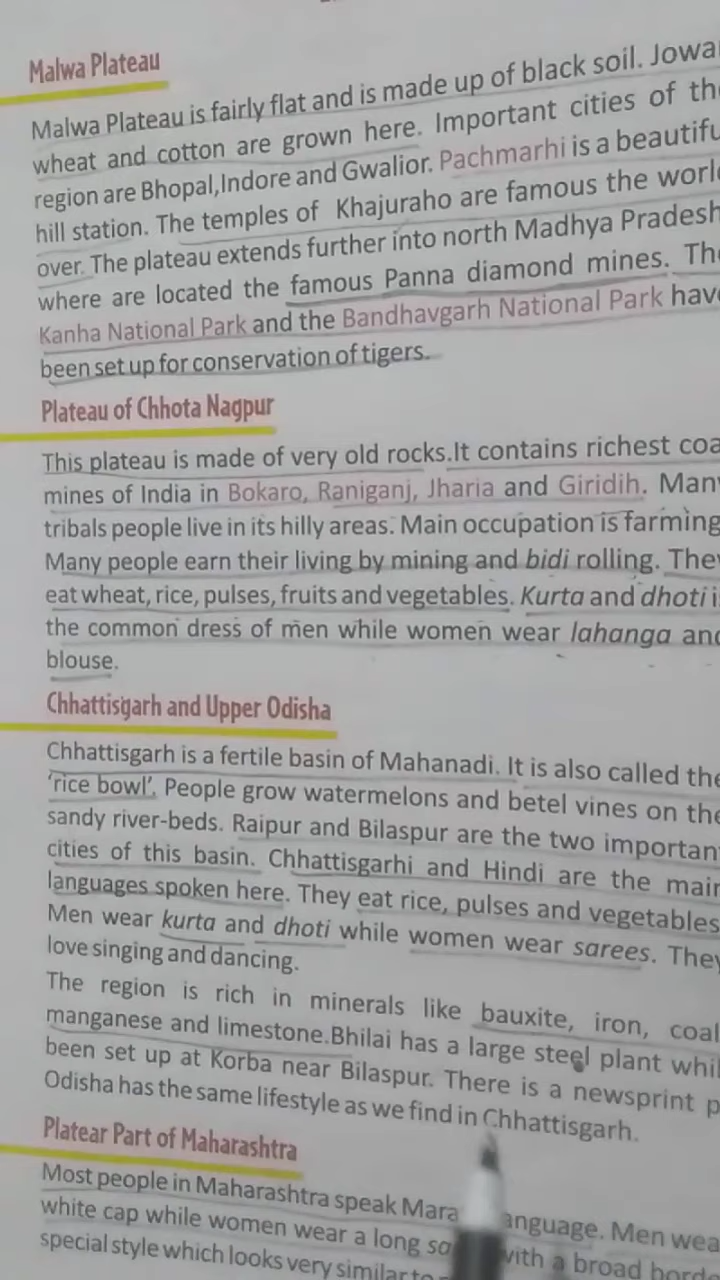 Malwa Plateau
Malwa Plateau is fairly flat and is made up of black soil. Jowa
wheat and cotton are grown here. Important cities of th
region are Bhopal,Indore and Gwalior. Pachmarhi is a beautifu
hill station. The temples of Khajuraho are famous the worl
over. The plateau extends further into north Madhya Pradesh
where are located the famous Panna diamond mines. Th
Kanha National Park and the Bandhavgarh National Park hav
been set up for conservation of tigers.
Plateau of Chhota Nagpur
This plateau is made of very old rocks.It contains richest coa
mines of India in Bokaro, Raniganj, Jharia and Giridih. Man
tribals people live in its hilly areas. Main occupation is farming
Many people earn their living by mining and bidi rolling. The
eat wheat, rice, pulses, fruits and vegetables. Kurta and dhoti i
the common dress of men while women wear lahanga and
blouse.
Chhattisgarh and Upper Odisha
Chhattisgarh is a fertile basin of Mahanadi. It is also called the
'rice bowl'. People grow watermelons and betel vines on the
sandy river-beds. Raipur and Bilaspur are the two importan
cities of this basin. Chhattisgarhi and Hindi are the main
languages spoken here. They eat rice, pulses and vegetables
Men wear kurta and dhoti while women wear sarees. They
love singing and dancing.
The region is rich in minerals like bauxite, iron, coal
manganese and limestone.Bhilai has a large steel plant whil
been set up at Korba near Bilaspur. There is a newsprint p
Odisha has the same lifestyle as we find in Chhattisgarh.
Platear Part of Maharashtra
Most people in Maharashtra speak Mara anguage. Men wea
white cap while women wear a long sa with a broad bord
special style which looks very similar to